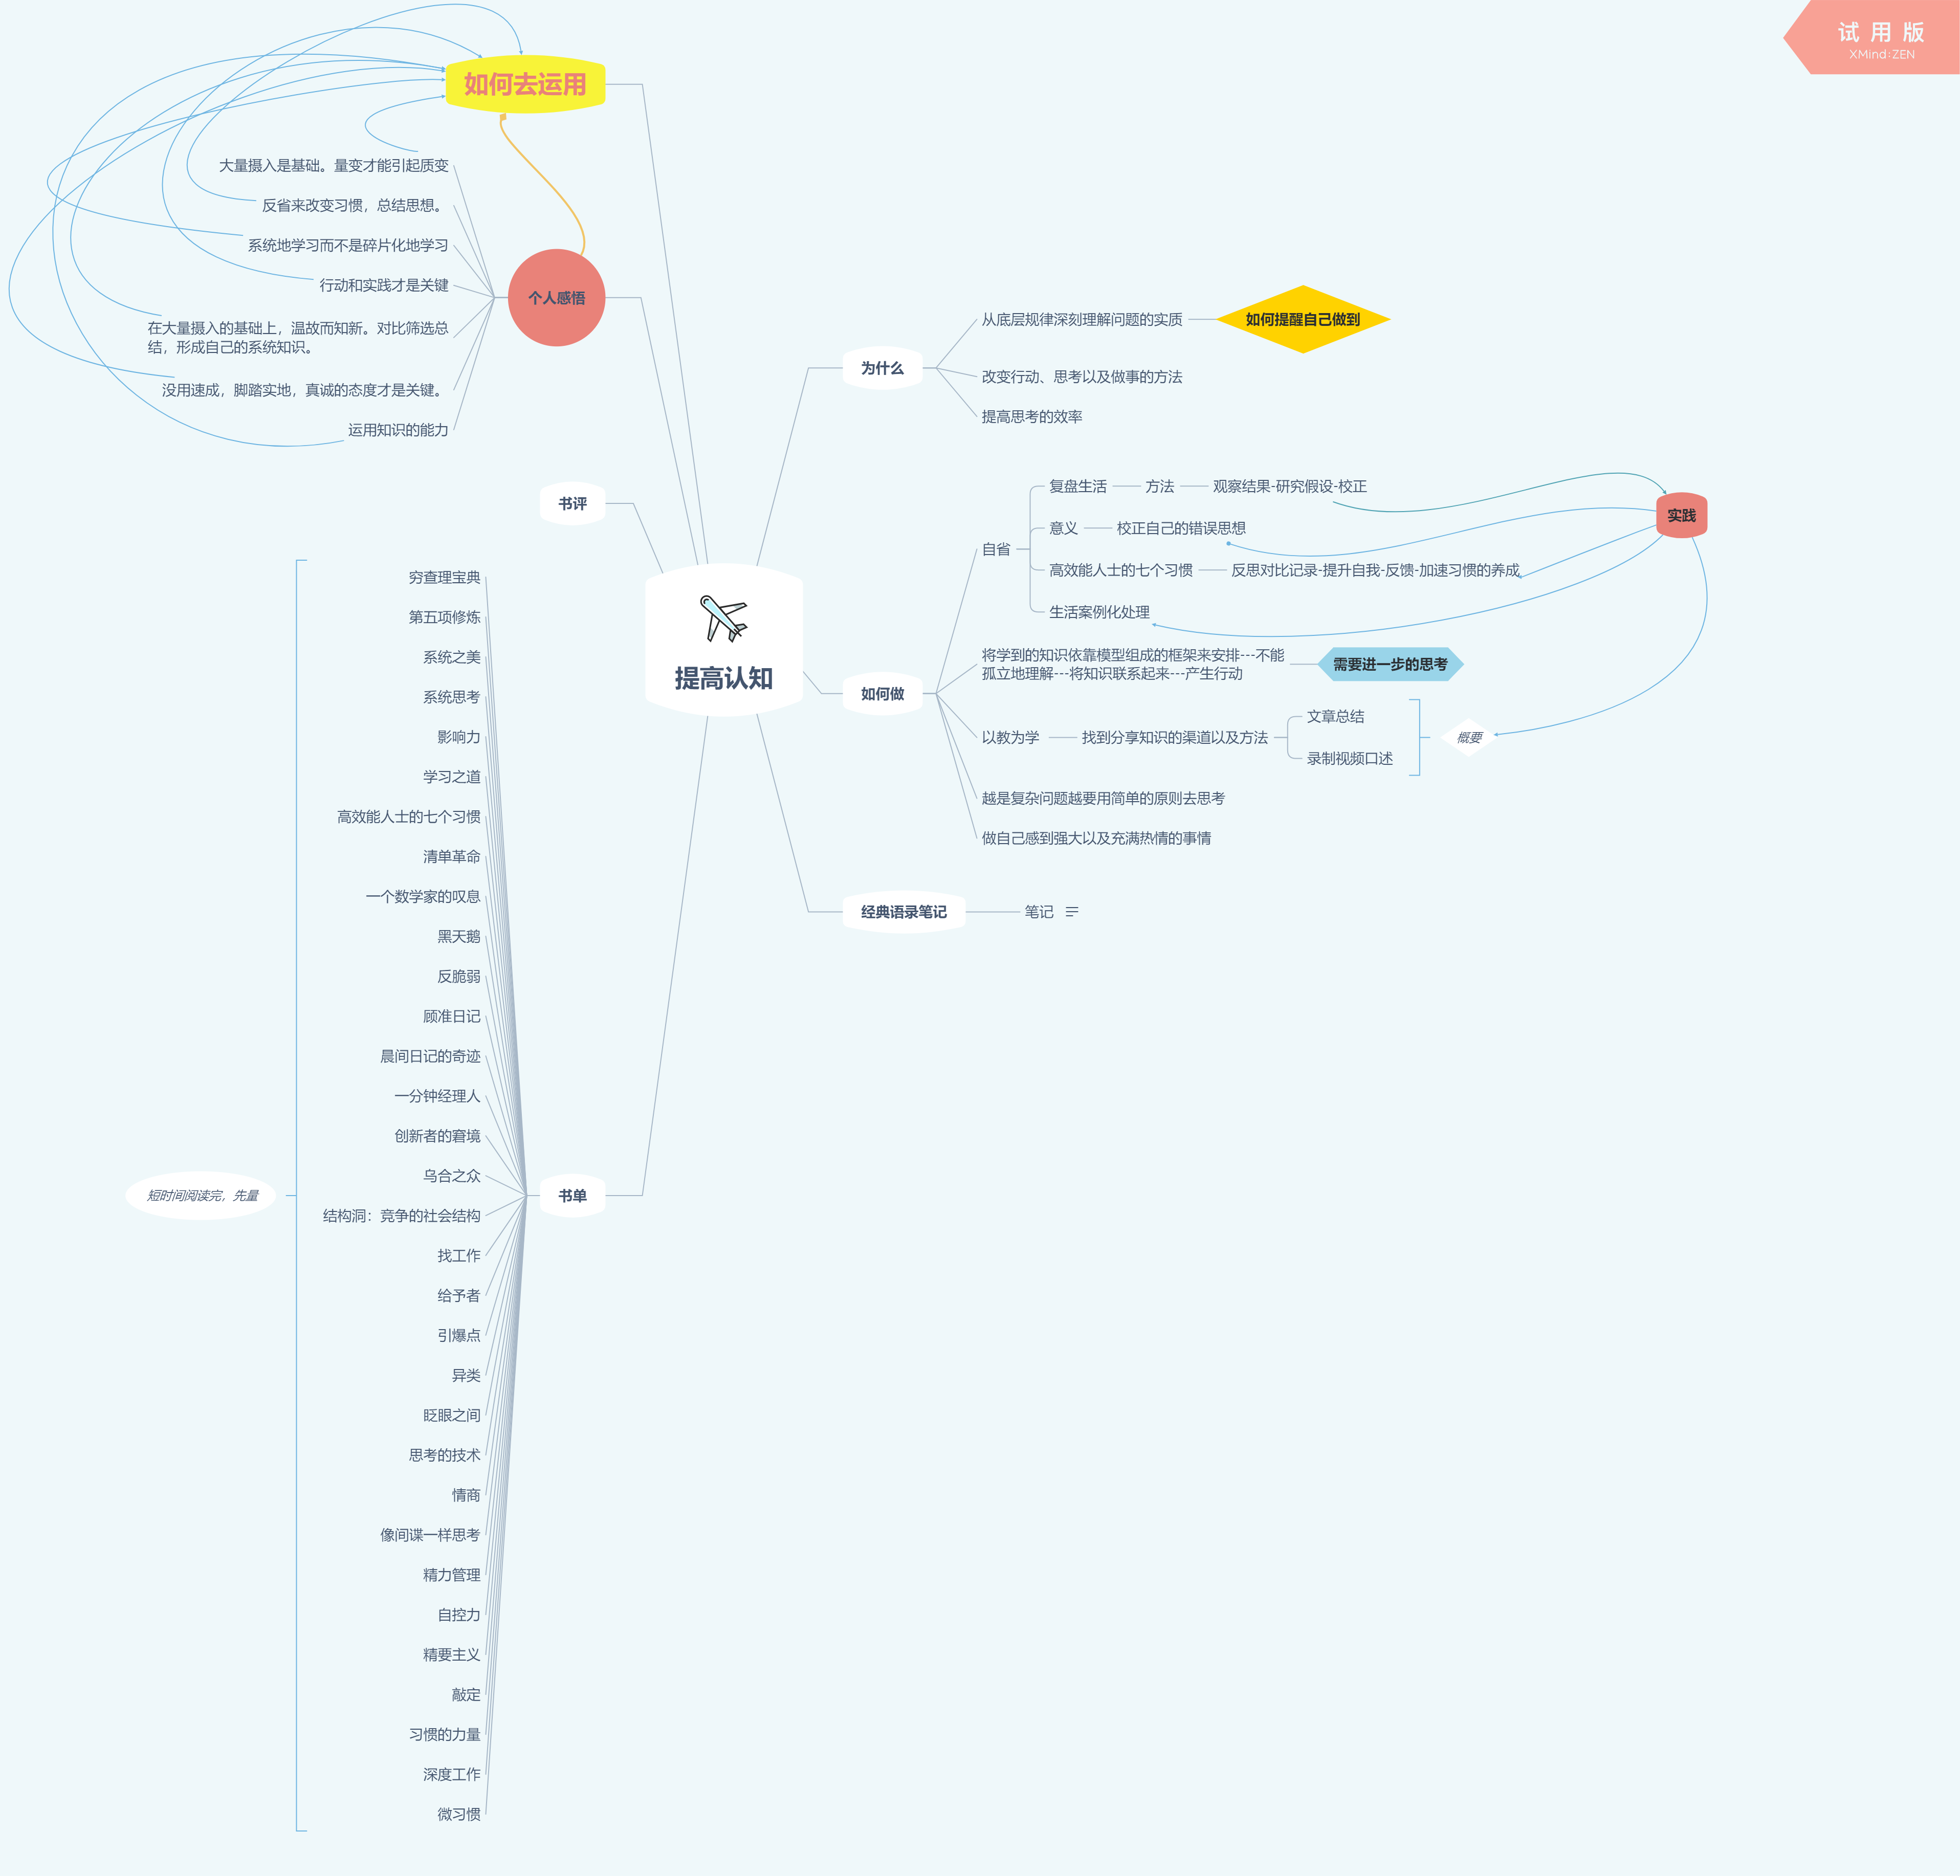 试用版
XMind:ZEN
如何去运用
大量摄入是基础。量变才能引起质变
反省来改变习惯，总结思想。
系统地学习而不是碎片化地学习
行动和实践才是关键
在大量摄入的基础上，温故而知新。对比筛选总
结，形成自己的系统知识。
没用速成，脚踏实地，真诚的态度才是关键。
运用知识的能力
个人感悟
书评
提高认知
为什么
从底层规律深刻理解问题的实质
如何提醒自己做到
改变行动、思考以及做事的方法
提高思考的效率
如何做
自省
复盘生活
方法
观察结果-研究假设-校正
意义
校正自己的错误思想
高效能人士的七个习惯
反思对比记录-提升自我-反馈-加速习惯的养成
生活案例化处理
实践
将学到的知识依靠模型组成的框架来安排---不能
孤立地理解---将知识联系起来---产生行动
需要进一步的思考
以教为学
找到分享知识的渠道以及方法
文章总结
录制视频口述
概要
越是复杂问题越要用简单的原则去思考
做自己感到强大以及充满热情的事情
经典语录笔记
笔记
书单
穷查理宝典
第五项修炼
系统之美
系统思考
影响力
学习之道
高效能人士的七个习惯
清单革命
一个数学家的叹息
黑天鹅
反脆弱
顾准日记
晨间日记的奇迹
一分钟经理人
创新者的窘境
乌合之众
结构洞：竞争的社会结构
找工作
给予者
引爆点
异类
眨眼之间
思考的技术
情商
像间谍一样思考
精力管理
自控力
精要主义
敲定
习惯的力量
深度工作
微习惯
短时间阅读完，先量